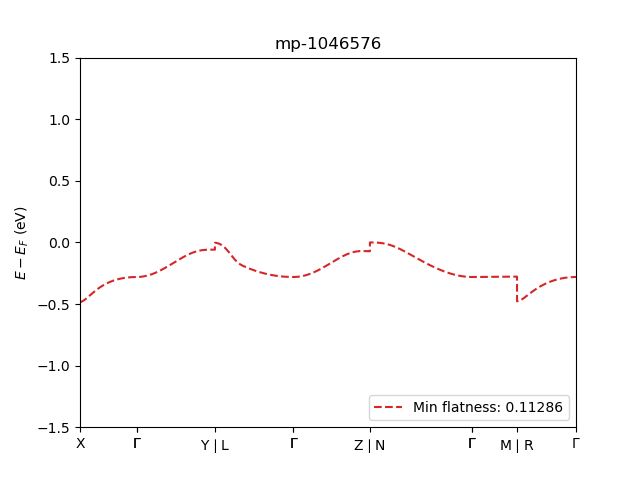 mp-1046576
1.5
1.0
0.5
0.0
−0.5
−1.0
−1.5
E − E_F (eV)
Min flatness: 0.11286
X Γ Y | L Γ Z | N Γ M | R Γ